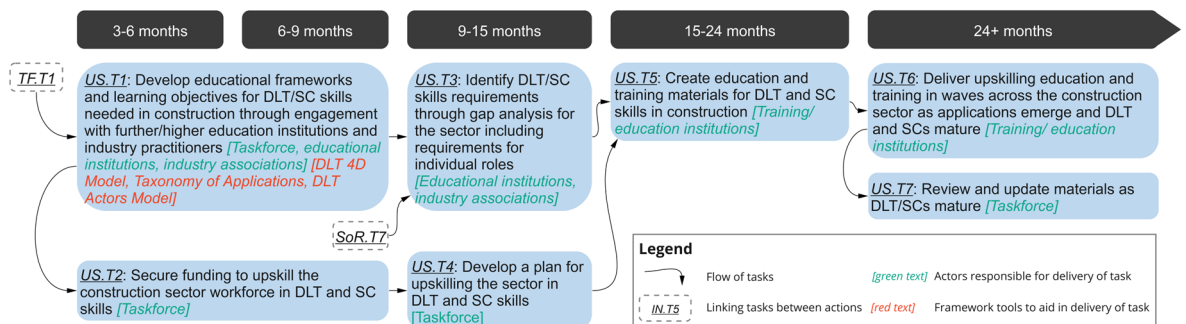 3-6 months
6-9 months
9-15 months
15-24 months
24+ months
TF.T1
US.T1: Develop educational frameworks
and learning objectives for DLT/SC skills
needed in construction through engagement
with further/higher education institutions and
industry practitioners [Taskforce, educational
institutions, industry associations] [DLT 4D
Model, Taxonomy of Applications, DLT
Actors Model]
US.T2: Secure funding to upskill the
construction sector workforce in DLT and SC
skills [Taskforce]
US.T3: Identify DLT/SC
skills requirements
through gap analysis for
the sector including
requirements for
individual roles
[Educational institutions,
industry associations]
SoR.T7
US.T4: Develop a plan for
upskilling the sector in
DLT and SC skills
[Taskforce]
US.T5: Create education and
training materials for DLT and SC
skills in construction [Training/
education institutions]
US.T6: Deliver upskilling education and
training in waves across the construction
sector as applications emerge and DLT
and SCs mature [Training/ education
institutions]
US.T7: Review and update materials as
DLT/SCs mature [Taskforce]
Legend
Flow of tasks
[green text] Actors responsible for delivery of task
IN.T5 Linking tasks between actions
[red text] Framework tools to aid in delivery of task